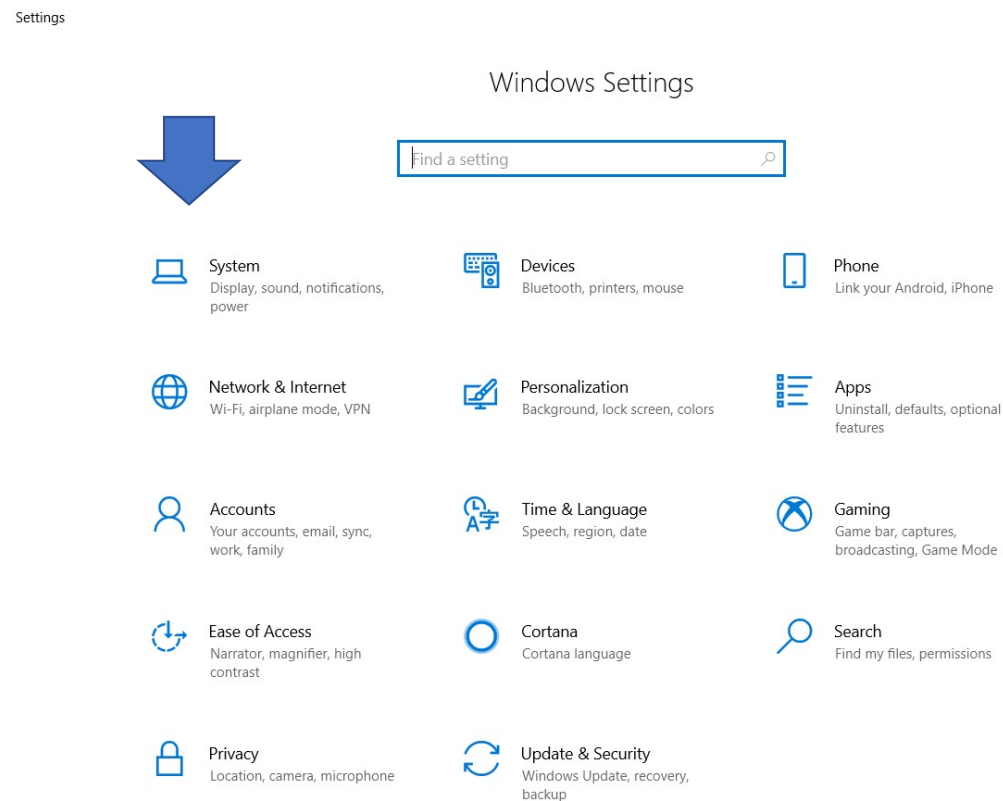 Settings
Windows Settings
Find a setting
System
Display, sound, notifications,
power
Devices
Bluetooth, printers, mouse
Phone
Link your Android, iPhone
Network & Internet
Wi-Fi, airplane mode, VPN
Personalization
Background, lock screen, colors
Apps
Uninstall, defaults, optional
features
Accounts
Your accounts, email, sync,
work, family
Time & Language
Speech, region, date
Gaming
Game bar, captures,
broadcasting, Game Mode
Ease of Access
Narrator, magnifier, high
contrast
Cortana
Cortana language
Search
Find my files, permissions
Privacy
Location, camera, microphone
Update & Security
Windows Update, recovery,
backup